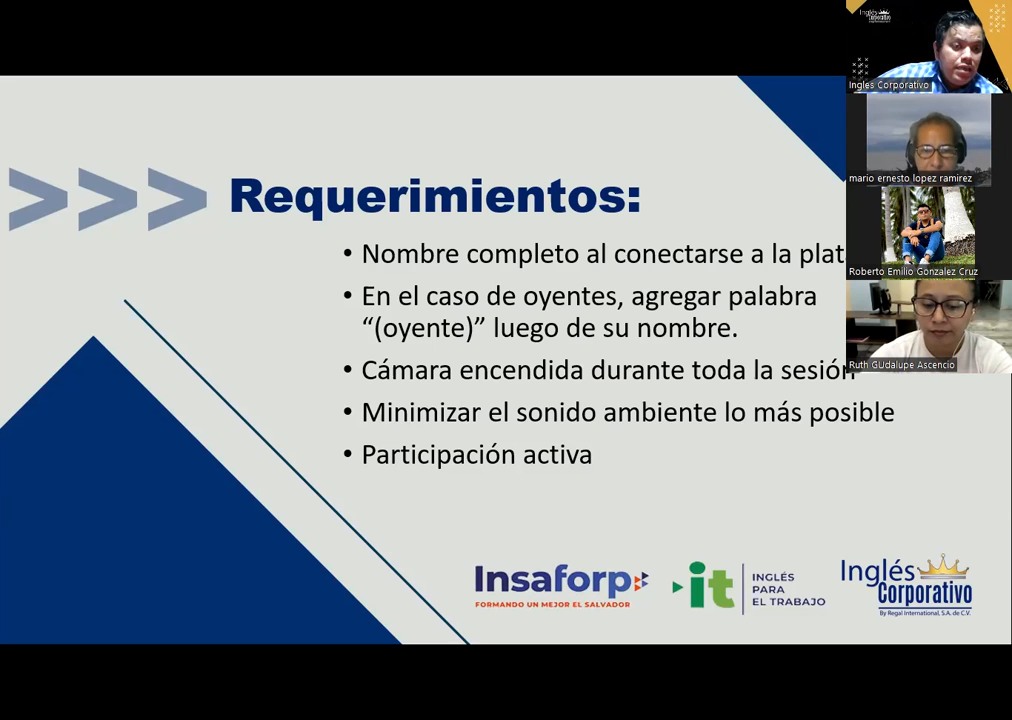 Requerimientos:
• Nombre completo al conectarse a la plat
• En el caso de oyentes, agregar palabra
“(oyente)” luego de su nombre.
• Cámara encendida durante toda la sesión
• Minimizar el sonido ambiente lo más posible
• Participación activa
Insaforp
FORMANDO UN MEJOR EL SALVADOR
it
INGLÉS
PARA
EL TRABAJO
Inglés
Corporativo
By Regal International, S.A. de C.V.
Inglés
Corporativo
Ingles Corporativo
mario ernesto lopez ramirez
Roberto Emilio Gonzalez Cruz
Ruth GUdalupe Ascencio